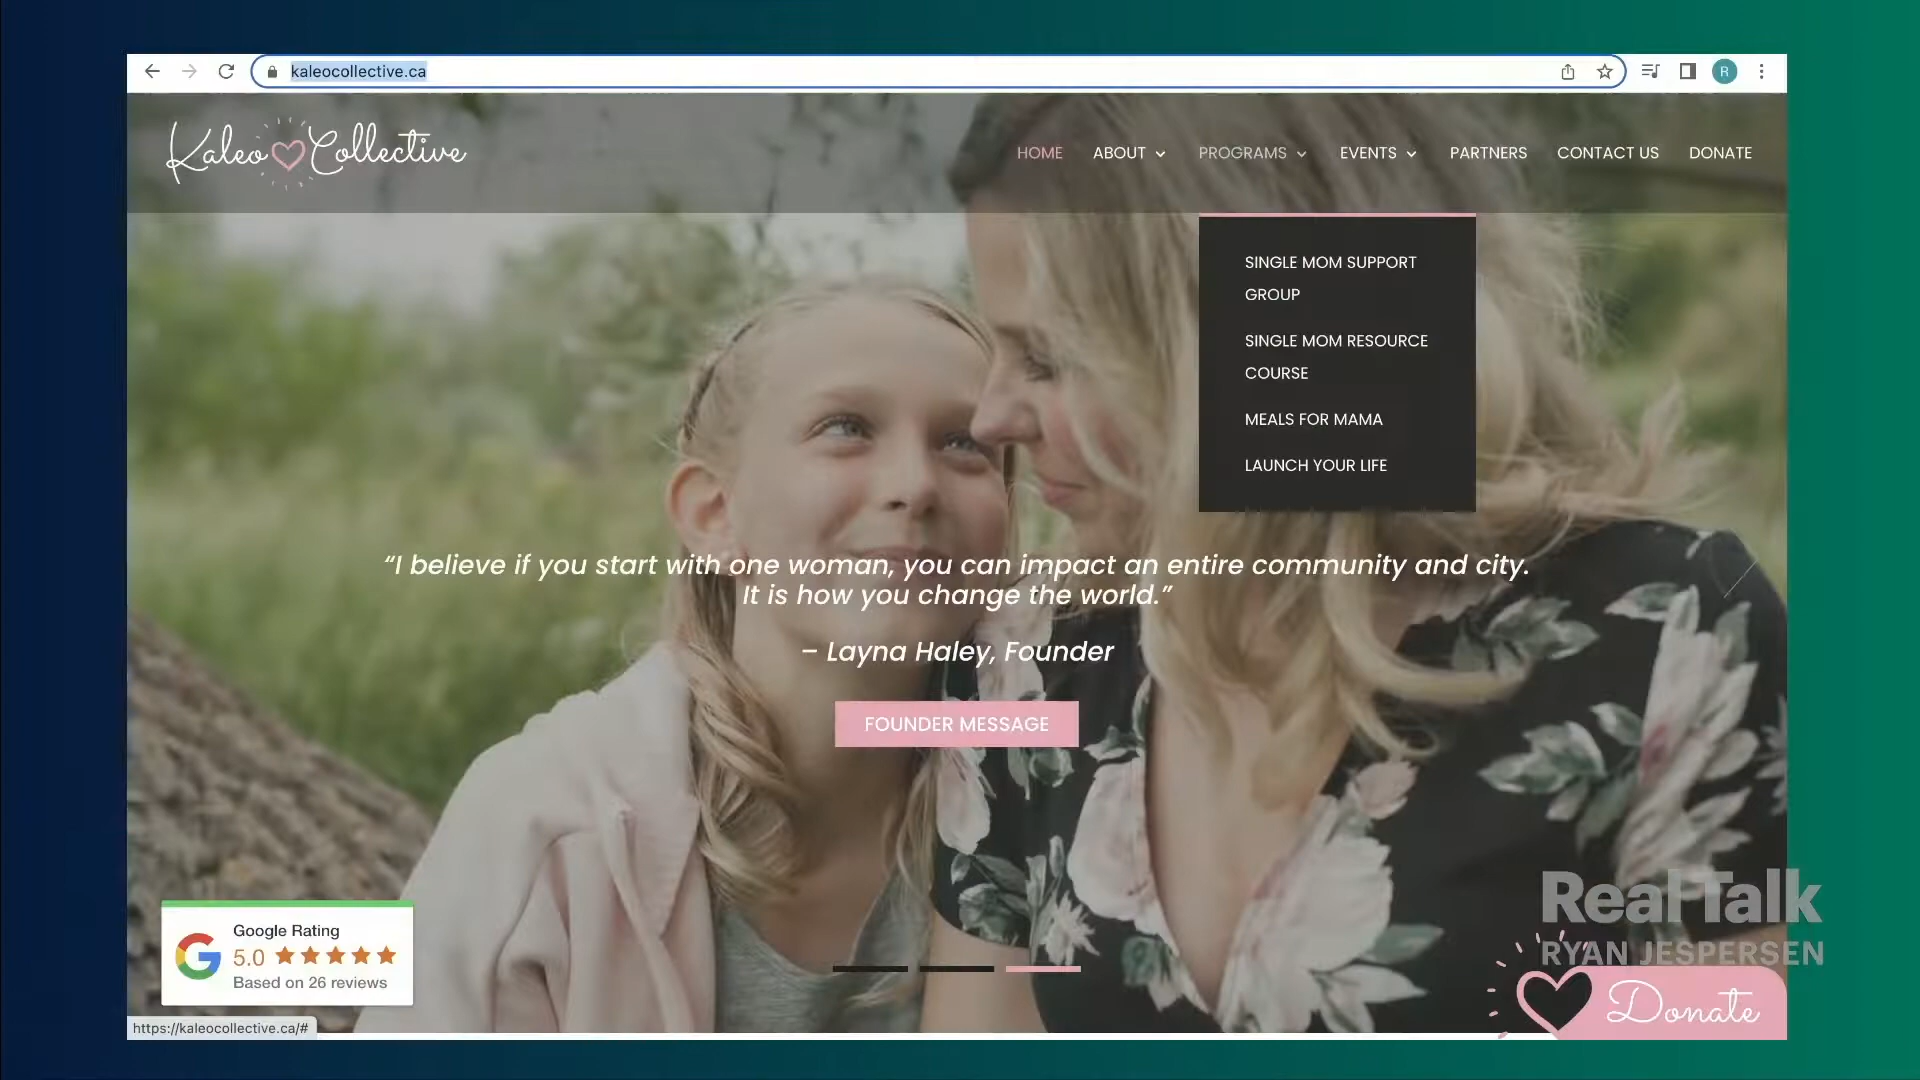 kaleocollective.ca
R
Kaleo Collective
HOME
ABOUT
PROGRAMS
EVENTS
PARTNERS
CONTACT US
DONATE
SINGLE MOM SUPPORT
GROUP
SINGLE MOM RESOURCE
COURSE
MEALS FOR MAMA
LAUNCH YOUR LIFE
“I believe if you start with one woman, you can impact an entire community and city.
It is how you change the world.”
– Layna Haley, Founder
FOUNDER MESSAGE
Google Rating
5.0
Based on 26 reviews
Real Talk
RYAN JESPERSEN
Donate
https://kaleocollective.ca/#